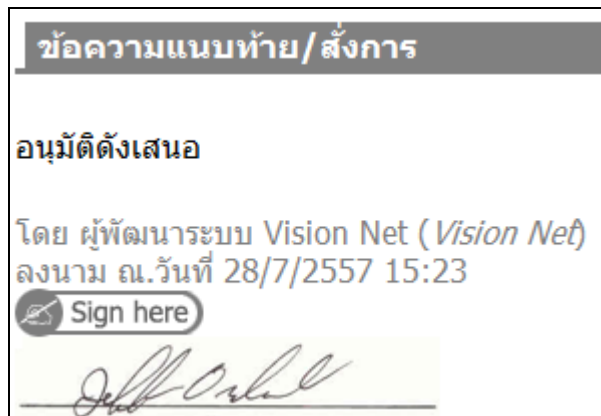 ข้อความแนบท้าย/สั่งการ
อนุมัติดังเสนอ
โดย ผู้พัฒนาระบบ Vision Net (Vision Net)
ลงนาม ณ.วันที่ 28/7/2557 15:23
Sign here